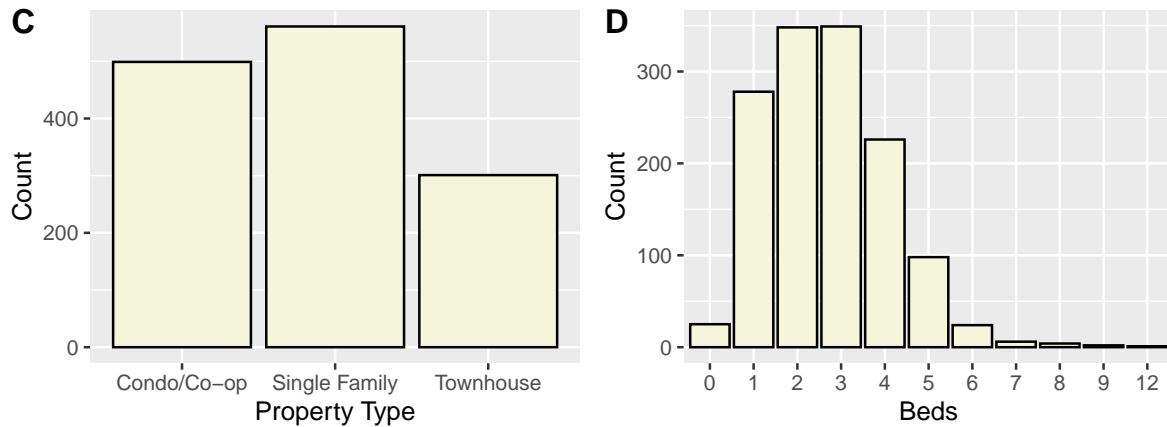 C
Count
400
200
0
Condo/Co−op Single Family Townhouse
Property Type
D
Count
300
200
100
0
0 1 2 3 4 5 6 7 8 9 12
Beds